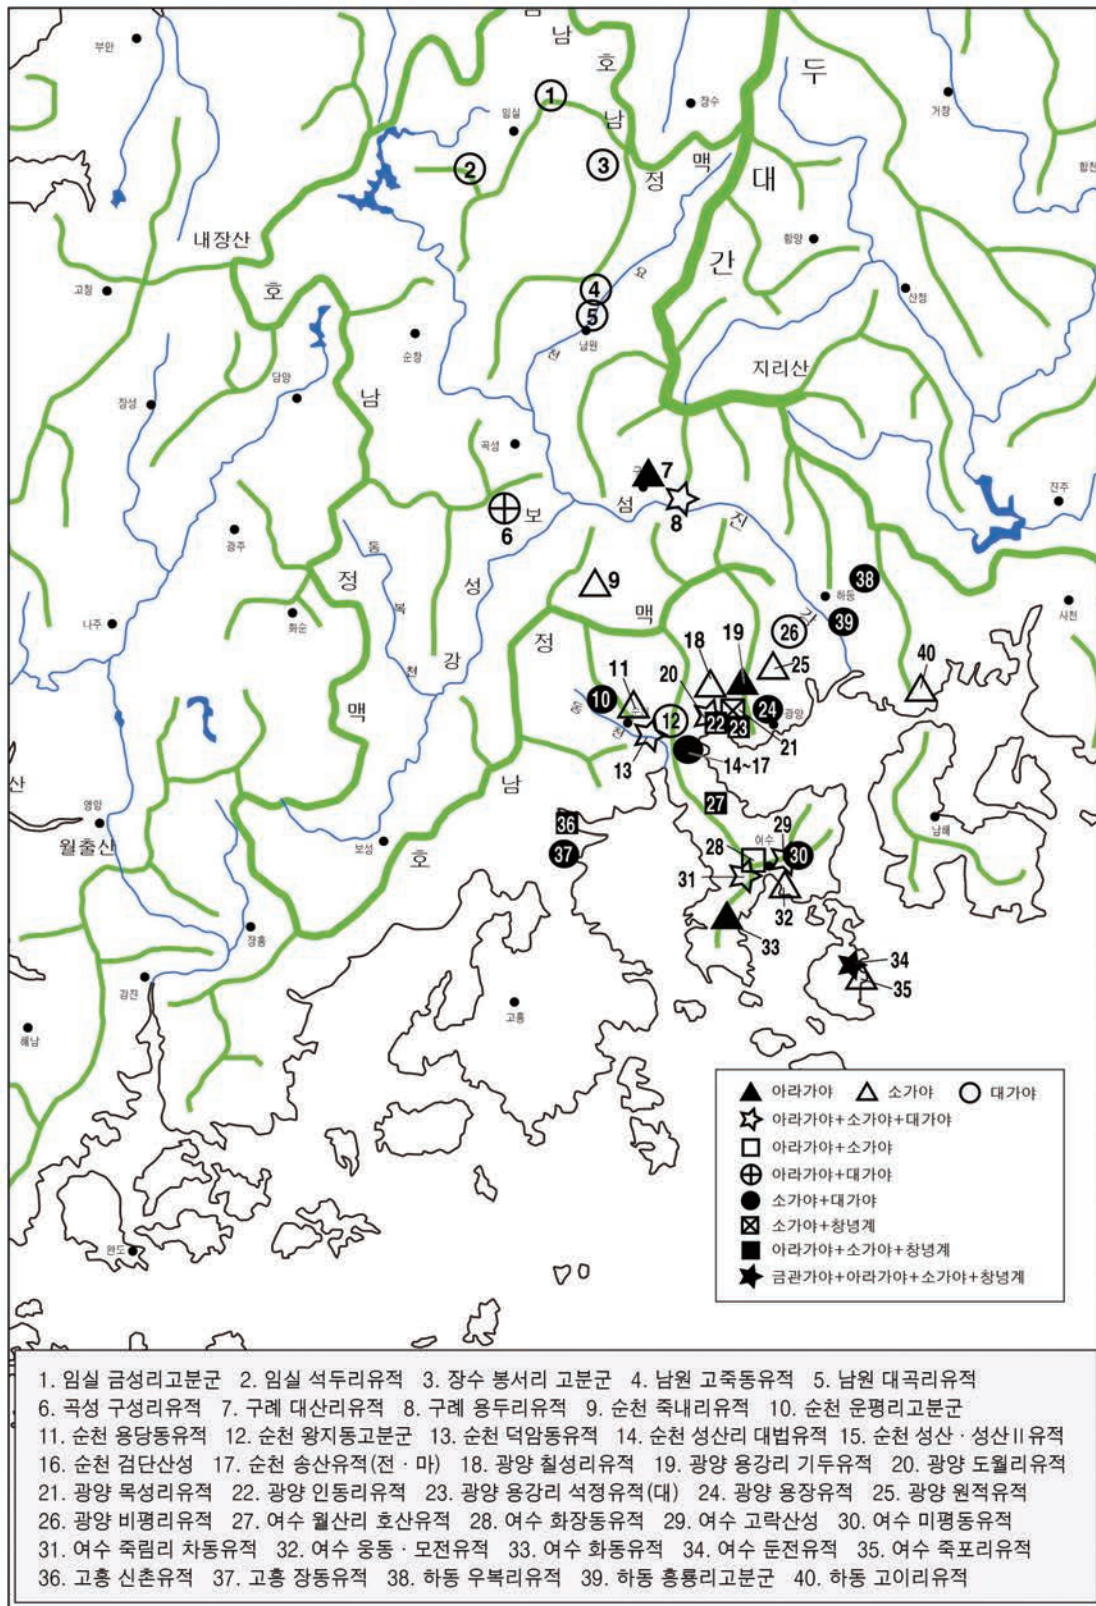 남
호
남
정
맥
두
대
간
부안
임실
장수
거창
합천
1
2
3
내장산
호
고창
순창
함양
산청
4
5
남원
요
천
지리산
장성
담양
남
곡성
보
섬
진
강
진주
7
8
6
광주
동
복
천
성
강
정
맥
9
나주
화순
정
맥
하동
38
39
사천
26
40
18
19
25
20
11
10
12
24
광양
동
천
22
23
21
13
14~17
남
27
산
영암
월출산
보성
호
36
37
28
여수
29
30
31
32
33
남해
장흥
34
35
강진
고흥
해남
완도
아라가야 소가야 대가야
아라가야+소가야+대가야
아라가야+소가야
아라가야+대가야
소가야+대가야
소가야+창녕계
아라가야+소가야+창녕계
금관가야+아라가야+소가야+창녕계
1. 임실 금성리고분군 2. 임실 석두리유적 3. 장수 봉서리 고분군 4. 남원 고죽동유적 5. 남원 대곡리유적
6. 곡성 구성리유적 7. 구례 대산리유적 8. 구례 용두리유적 9. 순천 죽내리유적 10. 순천 운평리고분군
11. 순천 용당동유적 12. 순천 왕지동고분군 13. 순천 덕암동유적 14. 순천 성산리 대법유적 15. 순천 성산 · 성산Ⅱ유적
16. 순천 검단산성 17. 순천 송산유적(전 · 마) 18. 광양 칠성리유적 19. 광양 용강리 기두유적 20. 광양 도월리유적
21. 광양 목성리유적 22. 광양 인동리유적 23. 광양 용강리 석정유적(대) 24. 광양 용장유적 25. 광양 원적유적
26. 광양 비평리유적 27. 여수 월산리 호산유적 28. 여수 화장동유적 29. 여수 고락산성 30. 여수 미평동유적
31. 여수 죽림리 차동유적 32. 여수 웅동 · 모전유적 33. 여수 화동유적 34. 여수 둔전유적 35. 여수 죽포리유적
36. 고흥 신촌유적 37. 고흥 장동유적 38. 하동 우복리유적 39. 하동 흥룡리고분군 40. 하동 고이리유적